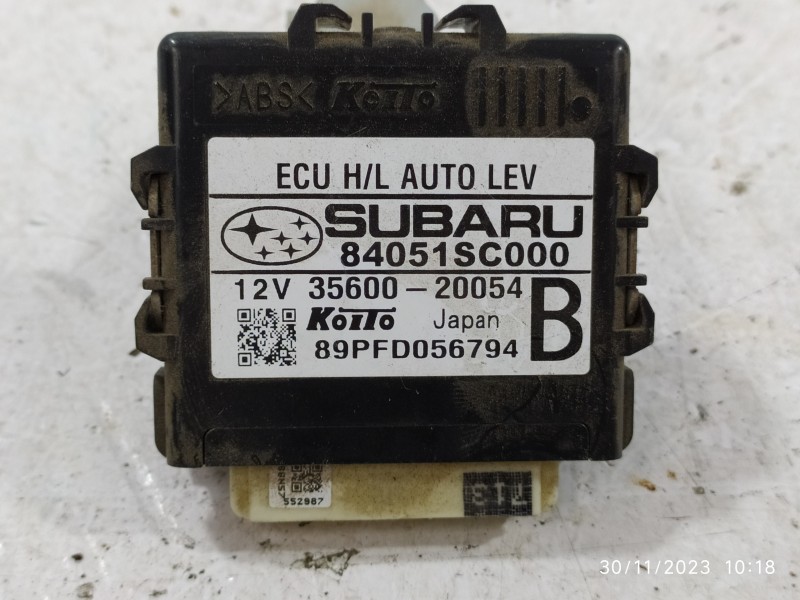 >ABS< KOITO
ECU H/L AUTO LEV
SUBARU
84051SC000
12V 35600-20054 B
KOITO Japan
89PFD056794
552987
30/11/2023 10:18